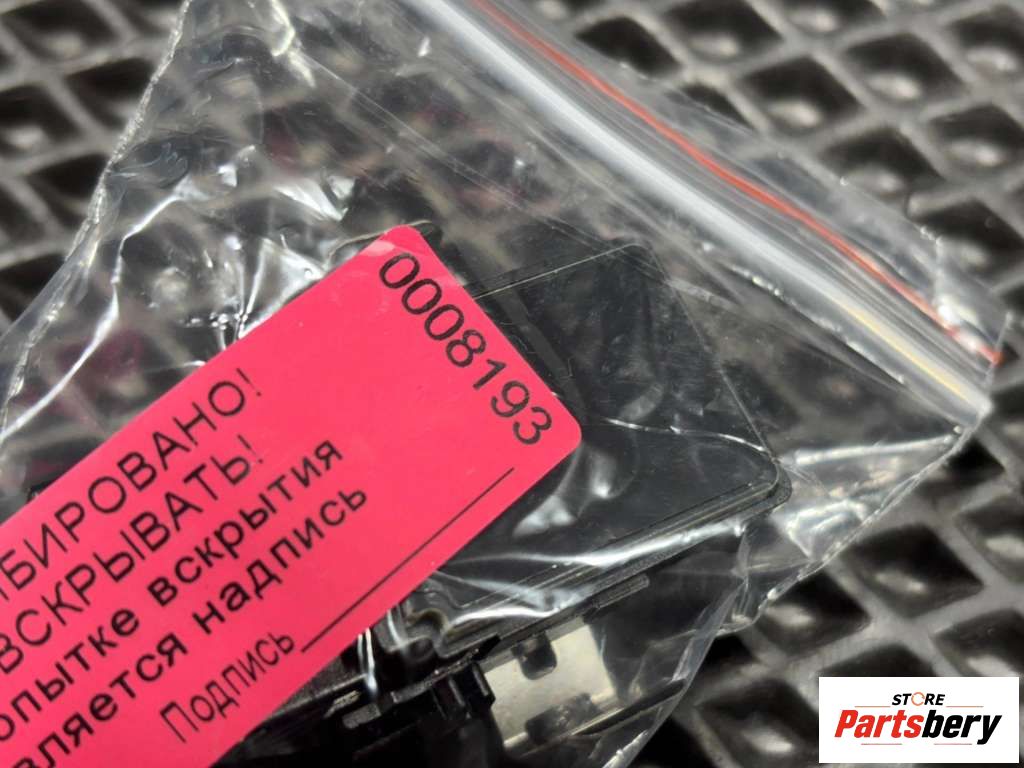 0008193
БИРОВАНО!
ВСКРЫВАТЬ!
опытке вскрытия
вляется надпись
Подпись
STORE
Partsbery